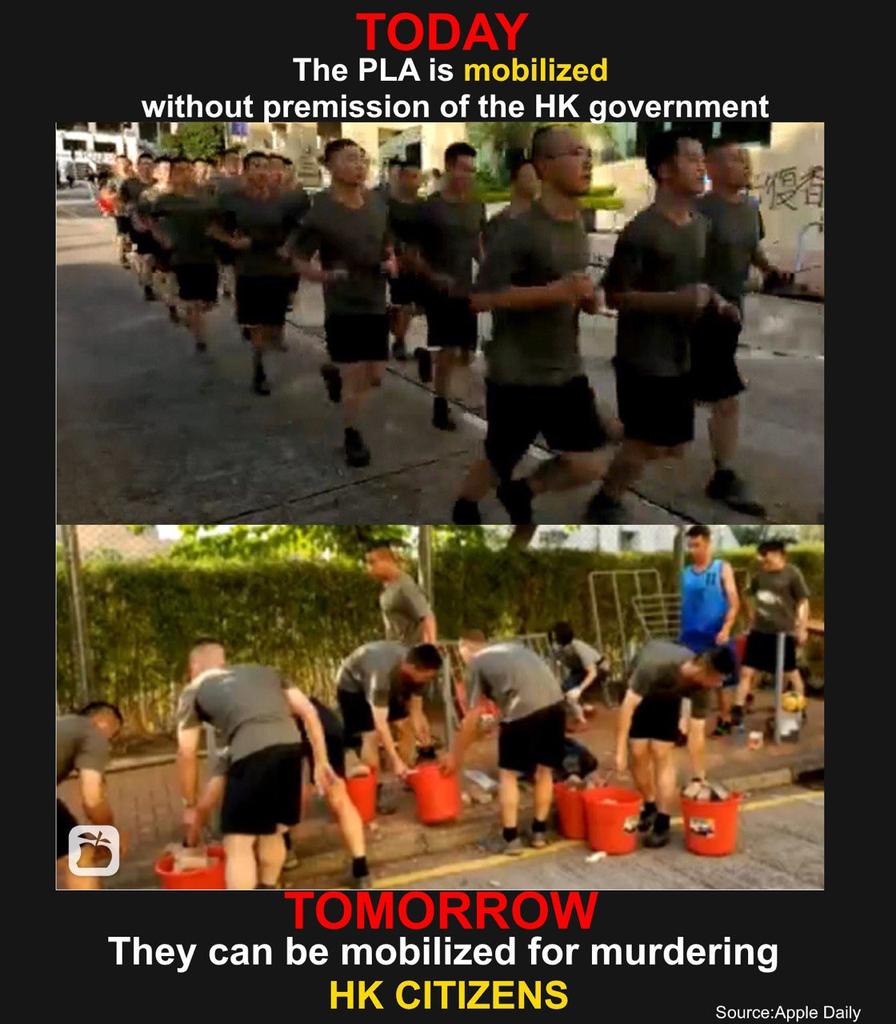 TODAY
The PLA is mobilized
without premission of the HK government
慢
TOMORROW
They can be mobilized for murdering
HK CITIZENS
Source:Apple Daily